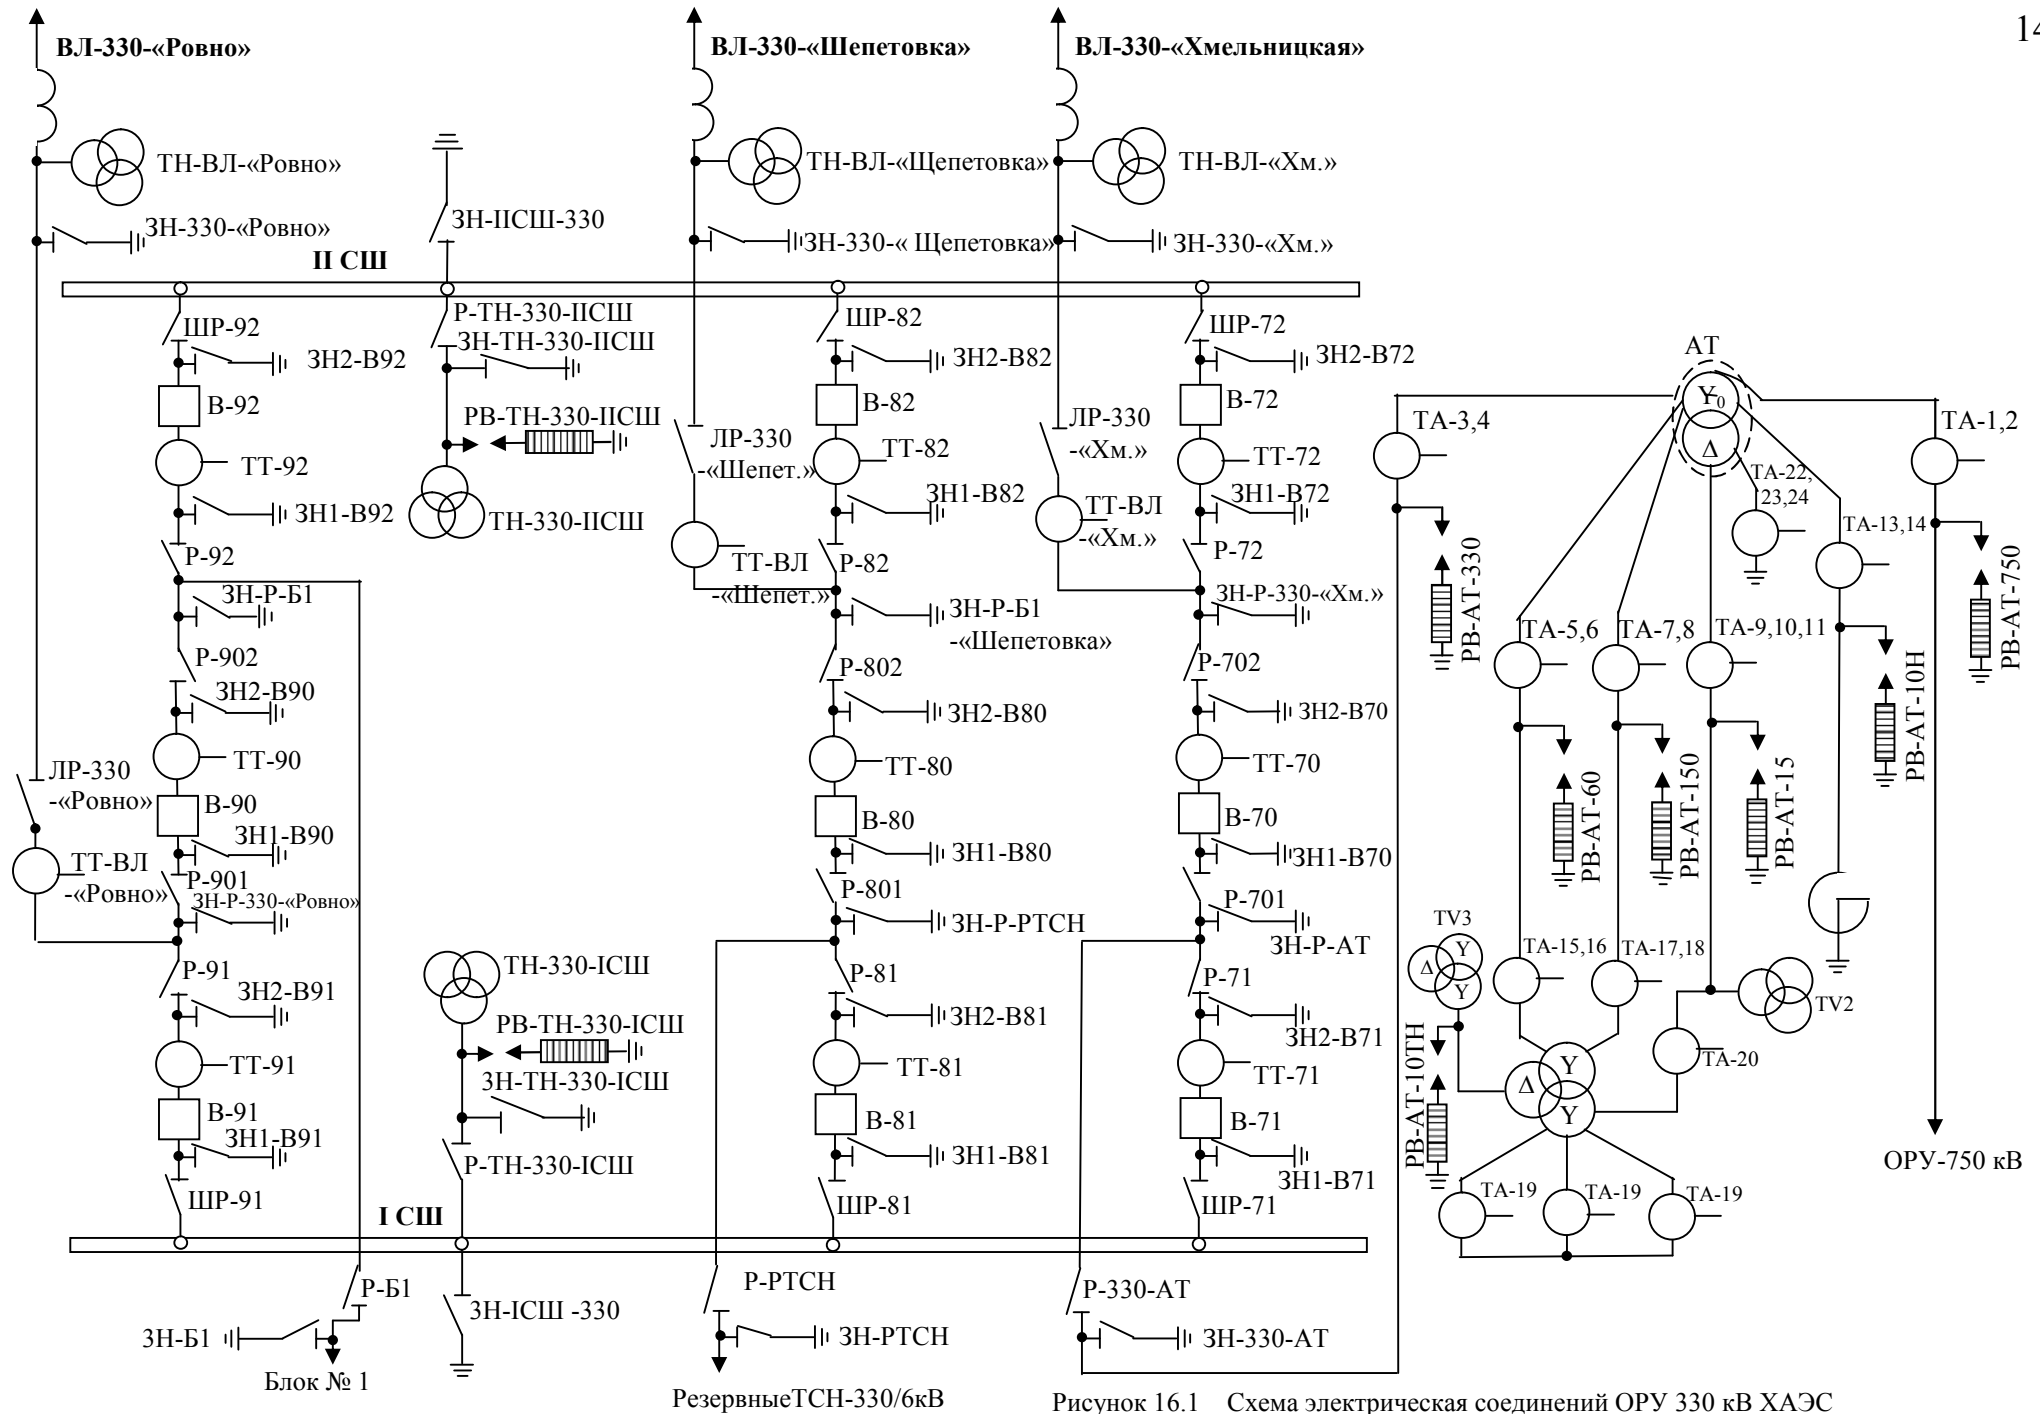 14
ВЛ-330-«Ровно»
ВЛ-330-«Шепетовка»
ВЛ-330-«Хмельницкая»
ТН-ВЛ-«Ровно»
ТН-ВЛ-«Щепетовка»
ТН-ВЛ-«Хм.»
ЗН-330-«Ровно»
ЗН-IIСШ-330
ЗН-330-« Щепетовка»
ЗН-330-«Хм.»
II СШ
ШР-92
Р-ТН-330-IIСШ
ШР-82
ШР-72
ЗН-ТН-330-IIСШ
ЗН2-В92
ЗН2-В82
ЗН2-В72
АТ
В-92
РВ-ТН-330-IIСШ
В-82
В-72
Y0
Δ
ТА-3,4
ТА-1,2
ТТ-92
ЛР-330
-«Шепет.»
ТТ-82
ЛР-330
-«Хм.»
ТТ-72
ТА-22,
23,24
ЗН1-В92
ТН-330-IIСШ
ЗН1-В82
ЗН1-В72
ТА-13,14
ТТ-ВЛ
-«Шепет.»
ТТ-ВЛ
-«Хм.»
Р-92
Р-82
Р-72
РВ-АТ-330
РВ-АТ-750
ЗН-Р-Б1
ЗН-Р-Б1
-«Шепетовка»
ЗН-Р-330-«Хм.»
ТА-5,6
ТА-7,8
ТА-9,10,11
Р-902
Р-802
Р-702
РВ-АТ-10Н
ЗН2-В90
ЗН2-В80
ЗН2-В70
ТТ-90
ТТ-80
ТТ-70
ЛР-330
-«Ровно»
В-90
В-80
В-70
РВ-АТ-60
РВ-АТ-150
РВ-АТ-15
ЗН1-В90
ЗН1-В80
ЗН1-В70
ТТ-ВЛ
-«Ровно»
Р-901
Р-801
Р-701
ЗН-Р-330-«Ровно»
ЗН-Р-РТСН
ЗН-Р-АТ
TV3
Y
Δ
Y
ТА-15,16
ТА-17,18
Р-91
ТН-330-IСШ
Р-81
Р-71
ЗН2-В91
РВ-ТН-330-IСШ
ЗН2-В81
ЗН2-В71
TV2
ТТ-91
ЗН-ТН-330-IСШ
ТТ-81
ТТ-71
РВ-АТ-10ТН
Y
Δ
Y
ТА-20
В-91
В-81
В-71
ЗН1-В91
Р-ТН-330-IСШ
ЗН1-В81
ЗН1-В71
ОРУ-750 кВ
ШР-91
ШР-81
ШР-71
ТА-19
ТА-19
ТА-19
I СШ
Р-Б1
Р-РТСН
Р-330-АТ
ЗН-IСШ -330
ЗН-Б1
ЗН-РТСН
ЗН-330-АТ
Блок № 1
РезервныеТСН-330/6кВ
Рисунок 16.1 Схема электрическая соединений ОРУ 330 кВ ХАЭС